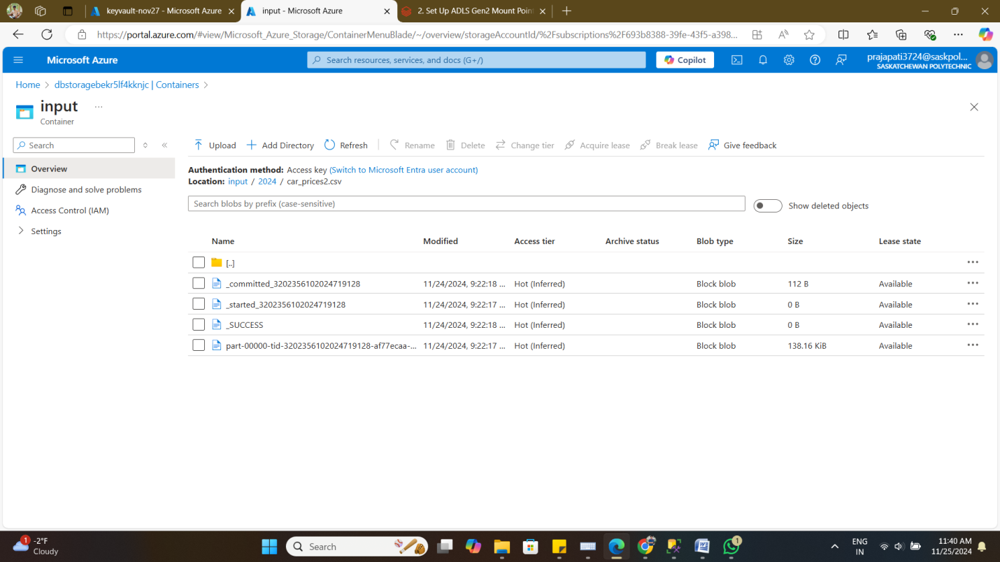 keyvault-nov27 - Microsoft Azure
input - Microsoft Azure
2. Set Up ADLS Gen2 Mount Poin
https://portal.azure.com/#view/Microsoft_Azure_Storage/ContainerMenuBlade/~/overview/storageAccountId/%2Fsubscriptions%2F693b8388-39fe-43f5-a398...
Microsoft Azure
Search resources, services, and docs (G+/)
Copilot
prajapati3724@saskpol...
SASKATCHEWAN POLYTECHNIC
Home > dbstoragebekr5lf4kknjc | Containers >
input ...
Container
Search
Upload Add Directory Refresh Rename Delete Change tier Acquire lease Break lease Give feedback
Overview
Diagnose and solve problems
Access Control (IAM)
Settings
Authentication method: Access key (Switch to Microsoft Entra user account)
Location: input / 2024 / car_prices2.csv
Search blobs by prefix (case-sensitive)
Show deleted objects
Name Modified Access tier Archive status Blob type Size Lease state
[..]
_committed_3202356102024719128 11/24/2024, 9:22:18 ... Hot (Inferred) Block blob 112 B Available
_started_3202356102024719128 11/24/2024, 9:22:17 ... Hot (Inferred) Block blob 0 B Available
_SUCCESS 11/24/2024, 9:22:18 ... Hot (Inferred) Block blob 0 B Available
part-00000-tid-3202356102024719128-af77ecaa-... 11/24/2024, 9:22:17 ... Hot (Inferred) Block blob 138.16 KiB Available
1
-2°F
Cloudy
Search
1
ENG
IN
11:40 AM
11/25/2024